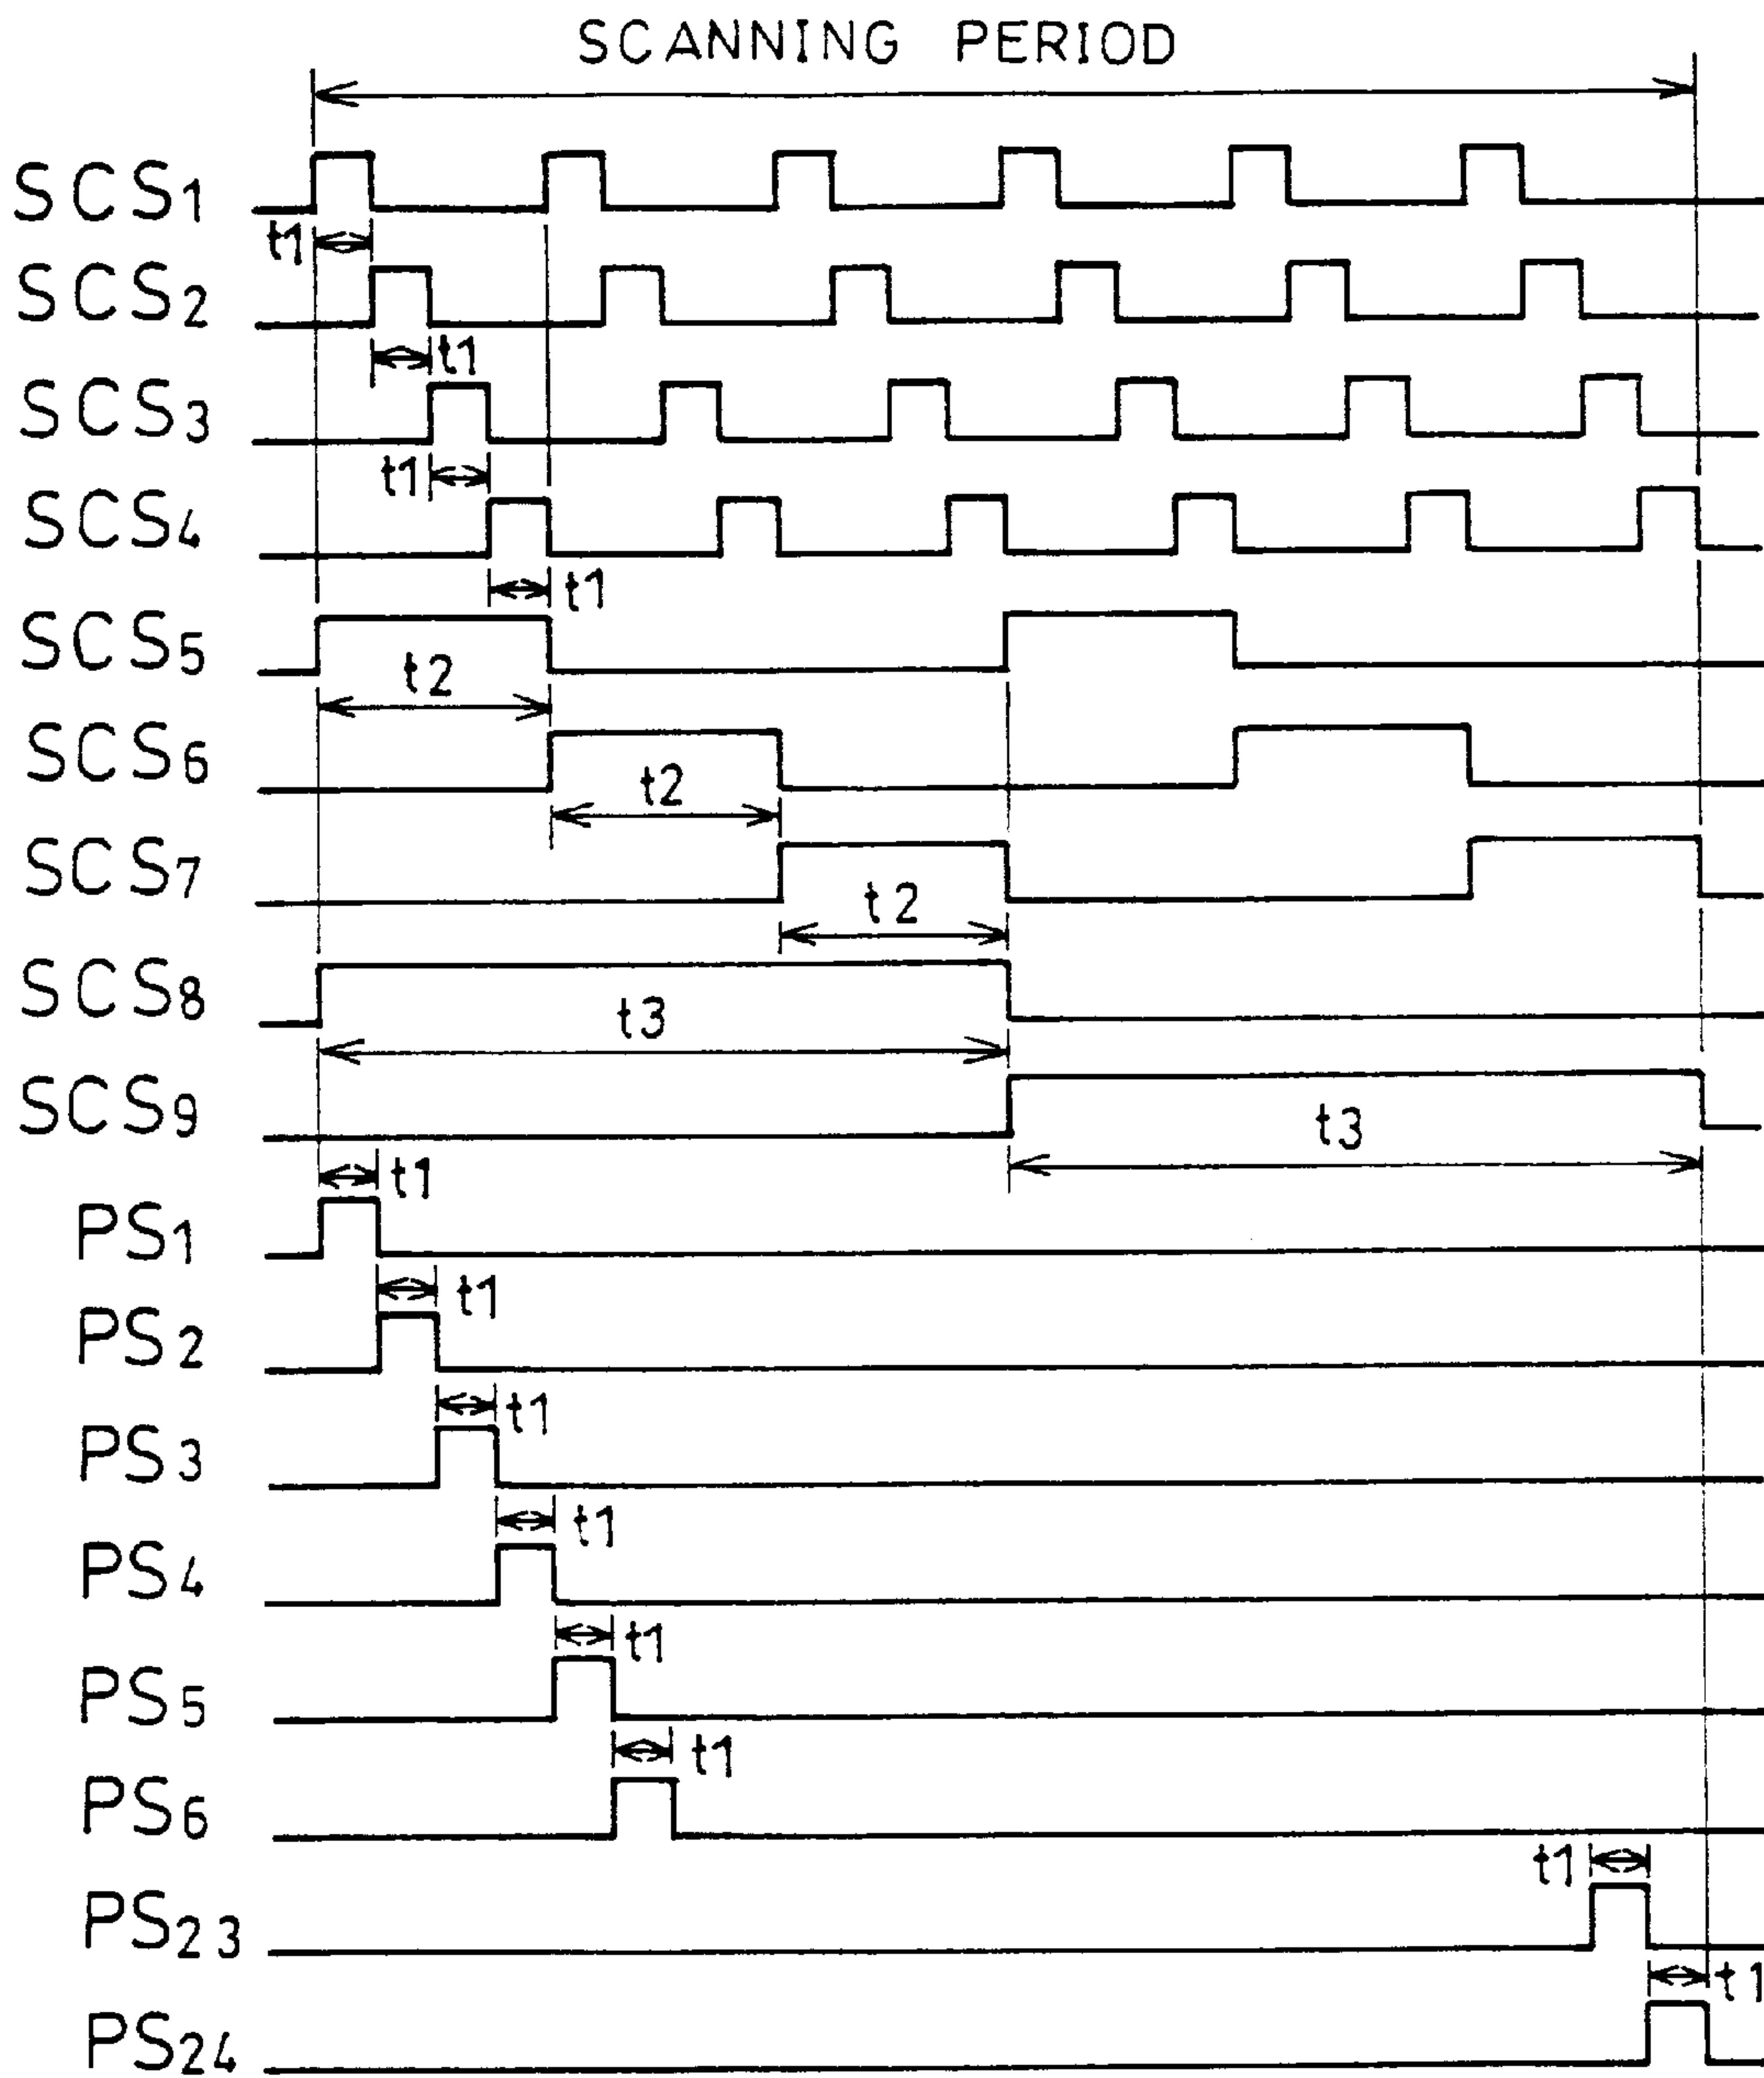 SCANNING PERIOD
SCS1
t1
SCS2
t1
SCS3
t1
SCS4
t1
SCS5
t2
SCS6
t2
SCS7
t2
SCS8
t3
SCS9
t3
t1
PS1
t1
PS2
t1
PS3
t1
PS4
t1
PS5
t1
PS6
t1
PS23
t1
PS24